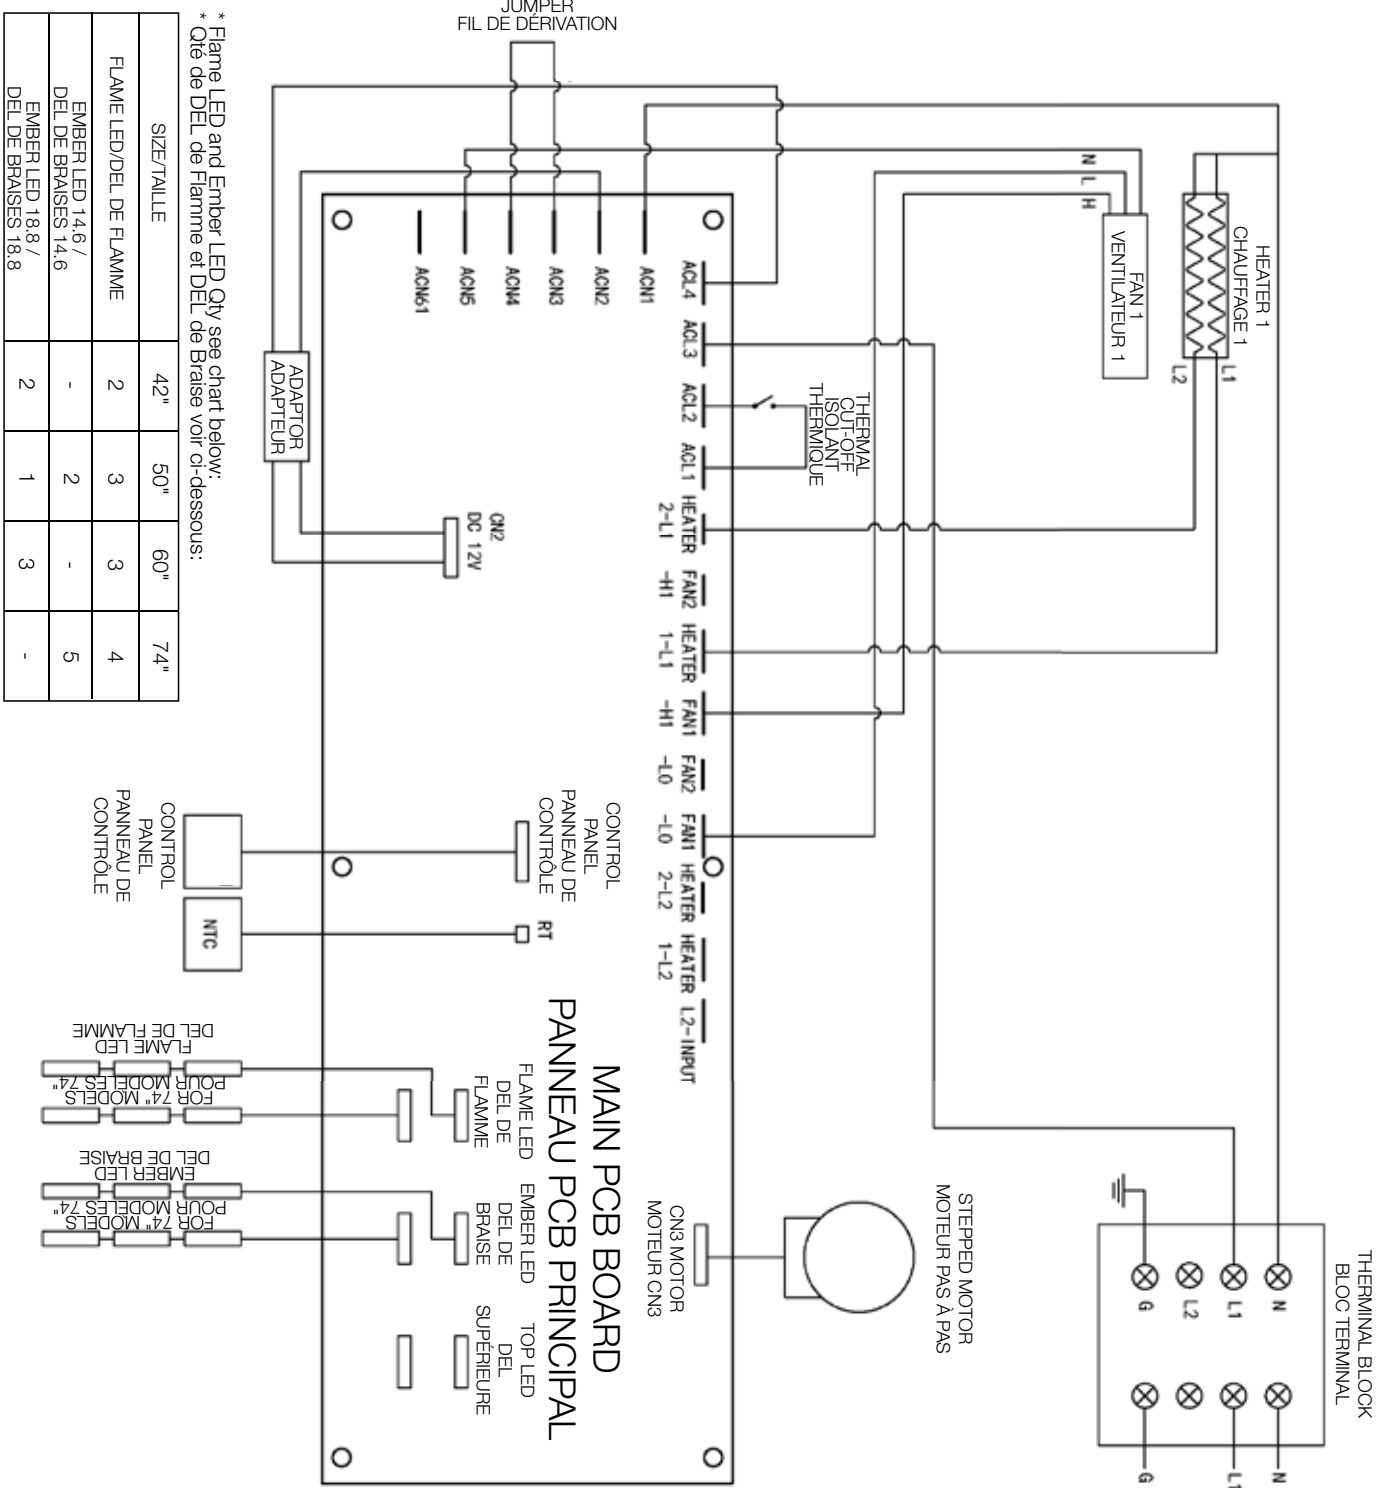 JUMPER
FIL DE DÉRIVATION
THERMINAL BLOCK
BLOC TERMINAL
N
L1
L2
G
N
L1
G
HEATER 1
CHAUFFAGE 1
L1
L2
FAN 1
VENTILATEUR 1
N
L
H
THERMAL
CUT-OFF
ISOLANT
THERMIQUE
STEPPED MOTOR
MOTEUR PAS À PAS
ACL4
ACL3
ACL2
ACL1
HEATER
2-L1
FAN2
-H1
HEATER
1-L1
FAN1
-H1
FAN2
-LO
FAN1
-LO
HEATER
2-L2
HEATER
1-L2
L2-INPUT
CN3 MOTOR
MOTEUR CN3
ACN1
ACN2
ACN3
ACN4
ACN5
ACN61
MAIN PCB BOARD
PANNEAU PCB PRINCIPAL
CONTROL
PANEL
PANNEAU DE
CONTRÔLE
RT
CN2
DC 12V
FLAME LED
DEL DE
FLAMME
EMBER LED
DEL DE
BRAISE
TOP LED
DEL
SUPÉRIEURE
ADAPTOR
ADAPTEUR
CONTROL
PANEL
PANNEAU DE
CONTRÔLE
NTC
FLAME LED
DEL DE FLAMME
FOR 74" MODELS
POUR MODELES 74"
EMBER LED
DEL DE BRAISE
FOR 74" MODELS
POUR MODELES 74"
* Flame LED and Ember LED Qty see chart below:
* Qté de DEL de Flamme et DEL de Braise voir ci-dessous:
SIZE/TAILLE 42" 50" 60" 74"
FLAME LED/DEL DE FLAMME 2 3 3 4
EMBER LED 14.6 /
DEL DE BRAISES 14.6 - 2 - 5
EMBER LED 18.8 /
DEL DE BRAISES 18.8 2 1 3 -